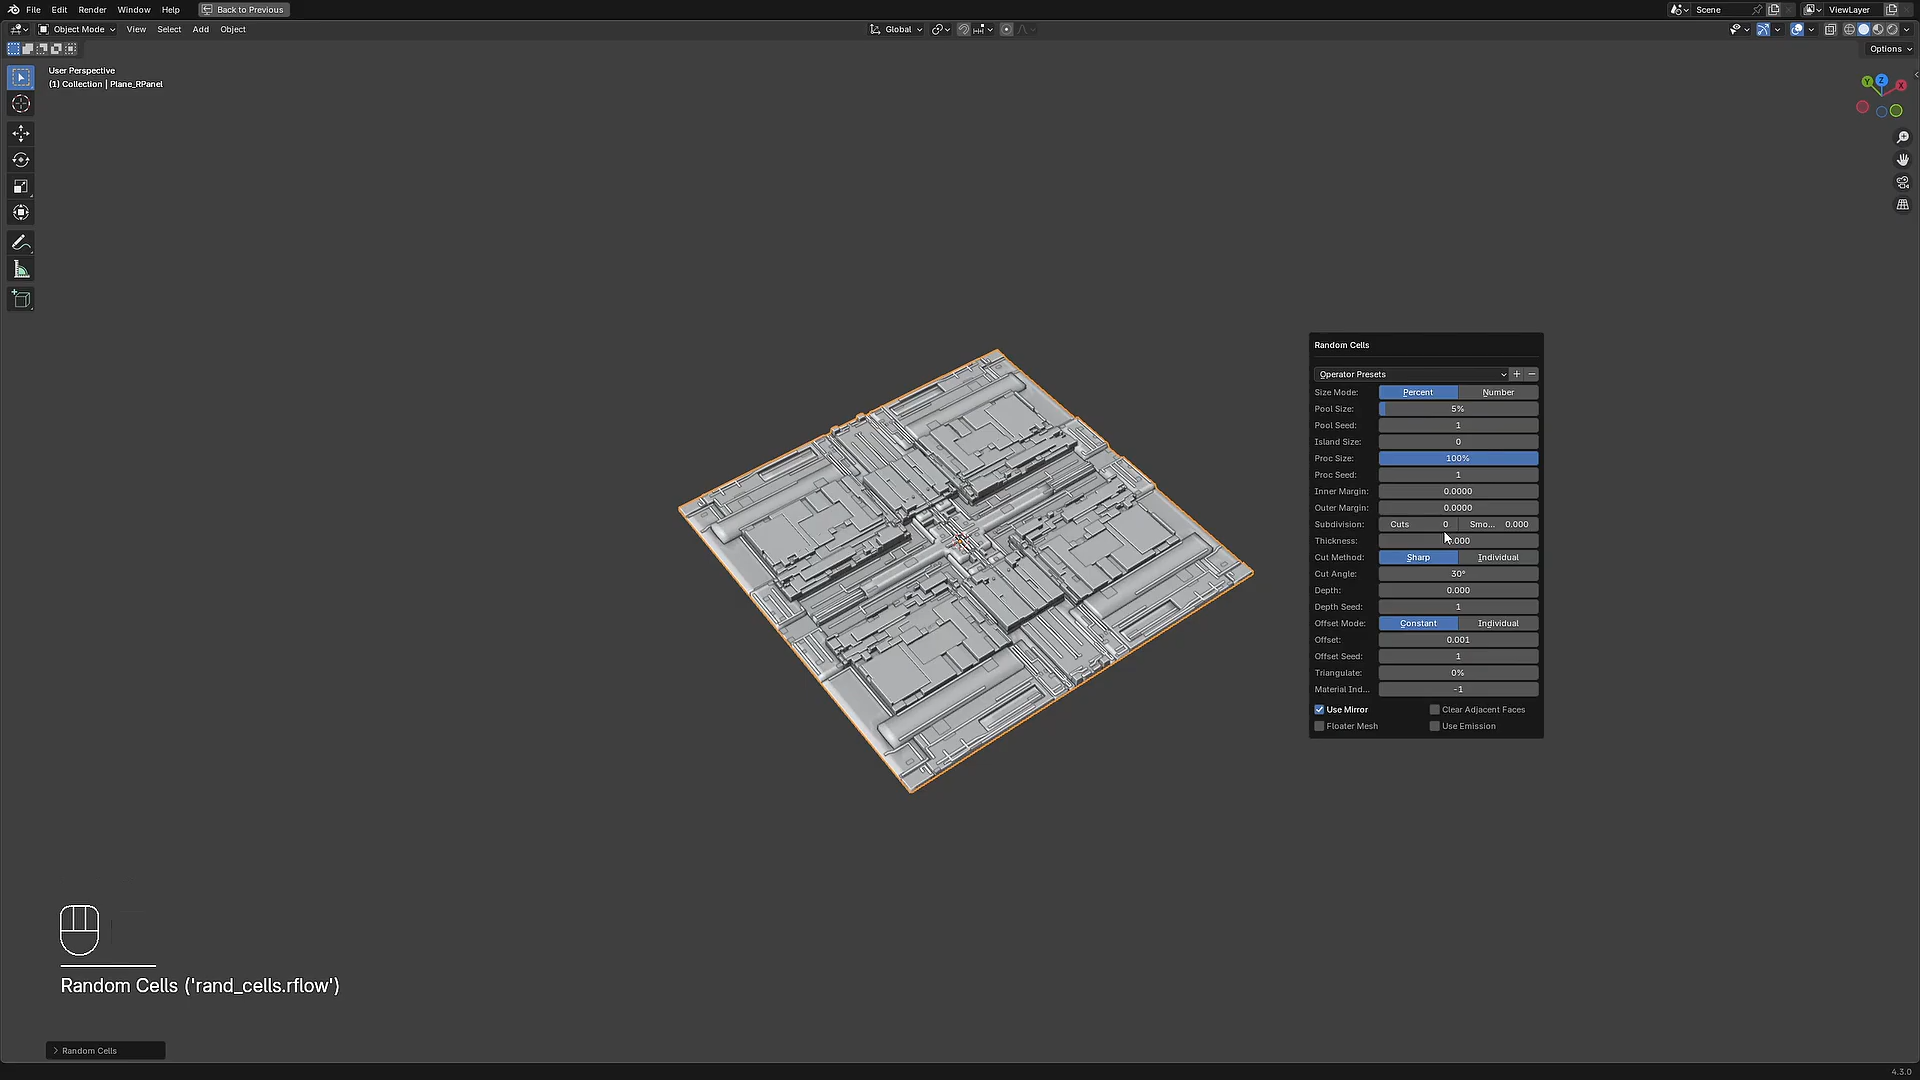 File Edit Render Window Help Back to Previous Scene ViewLayer
Object Mode View Select Add Object Global
Options
User Perspective
(1) Collection | Plane_RPanel
Y Z X
Random Cells
Operator Presets
Size Mode: Percent Number
Pool Size: 5%
Pool Seed: 1
Island Size: 0
Proc Size: 100%
Proc Seed: 1
Inner Margin: 0.0000
Outer Margin: 0.0000
Subdivision: Cuts 0 Smo... 0.000
Thickness: .000
Cut Method: Sharp Individual
Cut Angle: 30°
Depth: 0.000
Depth Seed: 1
Offset Mode: Constant Individual
Offset: 0.001
Offset Seed: 1
Triangulate: 0%
Material Ind... -1
Use Mirror Clear Adjacent Faces
Floater Mesh Use Emission
Random Cells ('rand_cells.rflow')
Random Cells
4.3.0